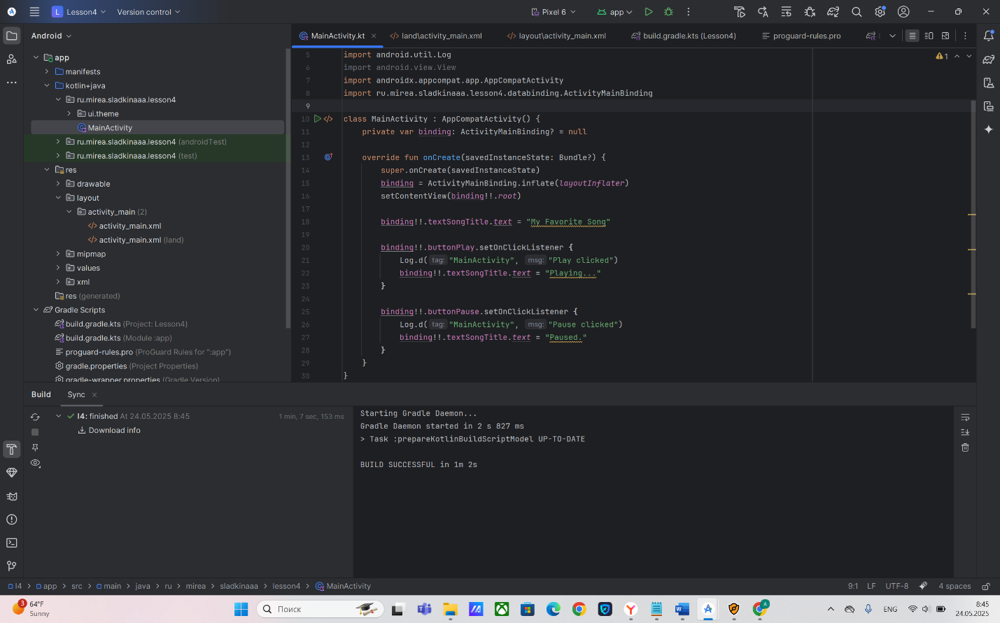 L Lesson4 Version control Pixel 6 app
Android
MainActivity.kt land\activity_main.xml layout\activity_main.xml build.gradle.kts (Lesson4) proguard-rules.pro
app
manifests
kotlin+java
ru.mirea.sladkinaaa.lesson4
ui.theme
MainActivity
ru.mirea.sladkinaaa.lesson4 (androidTest)
ru.mirea.sladkinaaa.lesson4 (test)
res
drawable
layout
activity_main (2)
activity_main.xml
activity_main.xml (land)
mipmap
values
xml
res (generated)
Gradle Scripts
build.gradle.kts (Project: Lesson4)
build.gradle.kts (Module :app)
proguard-rules.pro (ProGuard Rules for ":app")
gradle.properties (Project Properties)
gradle-wrapper.properties (Gradle Version)
1
5 import android.util.Log
6 import android.view.View
7 import androidx.appcompat.app.AppCompatActivity
8 import ru.mirea.sladkinaaa.lesson4.databinding.ActivityMainBinding
9
10 class MainActivity : AppCompatActivity() {
11 private var binding: ActivityMainBinding? = null
12
13 override fun onCreate(savedInstanceState: Bundle?) {
14 super.onCreate(savedInstanceState)
15 binding = ActivityMainBinding.inflate(layoutInflater)
16 setContentView(binding!!.root)
17
18 binding!!.textSongTitle.text = "My Favorite Song"
19
20 binding!!.buttonPlay.setOnClickListener {
21 Log.d( tag: "MainActivity", msg: "Play clicked")
22 binding!!.textSongTitle.text = "Playing..."
23 }
24
25 binding!!.buttonPause.setOnClickListener {
26 Log.d( tag: "MainActivity", msg: "Pause clicked")
27 binding!!.textSongTitle.text = "Paused."
28 }
29 }
30 }
Build Sync
l4: finished At 24.05.2025 8:45 1 min, 7 sec, 153 ms
Download info
Starting Gradle Daemon...
Gradle Daemon started in 2 s 827 ms
> Task :prepareKotlinBuildScriptModel UP-TO-DATE
BUILD SUCCESSFUL in 1m 2s
l4 > app > src > main > java > ru > mirea > sladkinaaa > lesson4 > MainActivity 9:1 LF UTF-8 4 spaces
3 64°F
Sunny
Поиск
A
ENG
8:45
24.05.2025